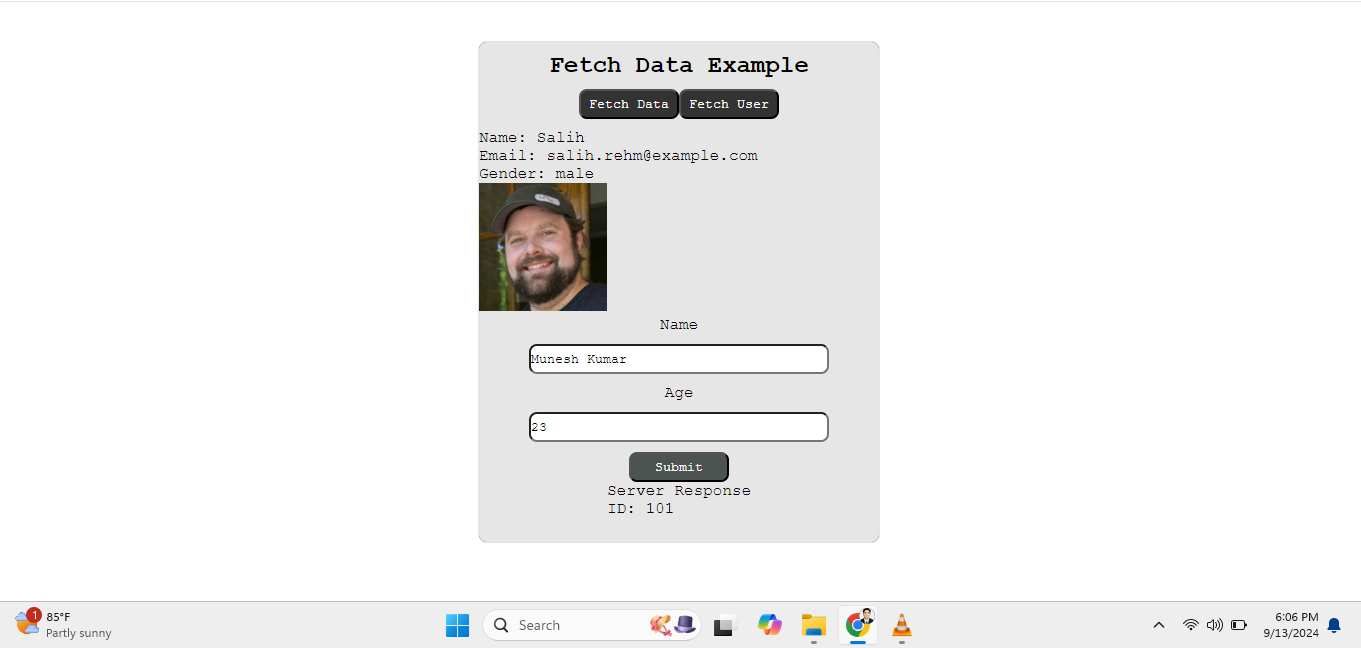 Fetch Data Example
Fetch Data Fetch User
Name: Salih
Email: salih.rehm@example.com
Gender: male
Name
Munesh Kumar
Age
23
Submit
Server Response
ID: 101
1
85°F
Partly sunny
Search
6:06 PM
9/13/2024